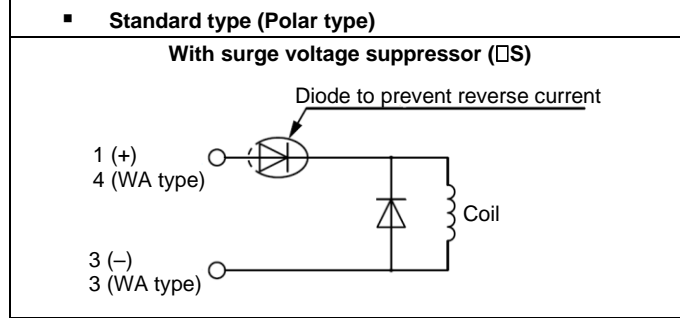 ▪ Standard type (Polar type)
With surge voltage suppressor (□S)
Diode to prevent reverse current
1 (+)
4 (WA type)
Coil
3 (–)
3 (WA type)